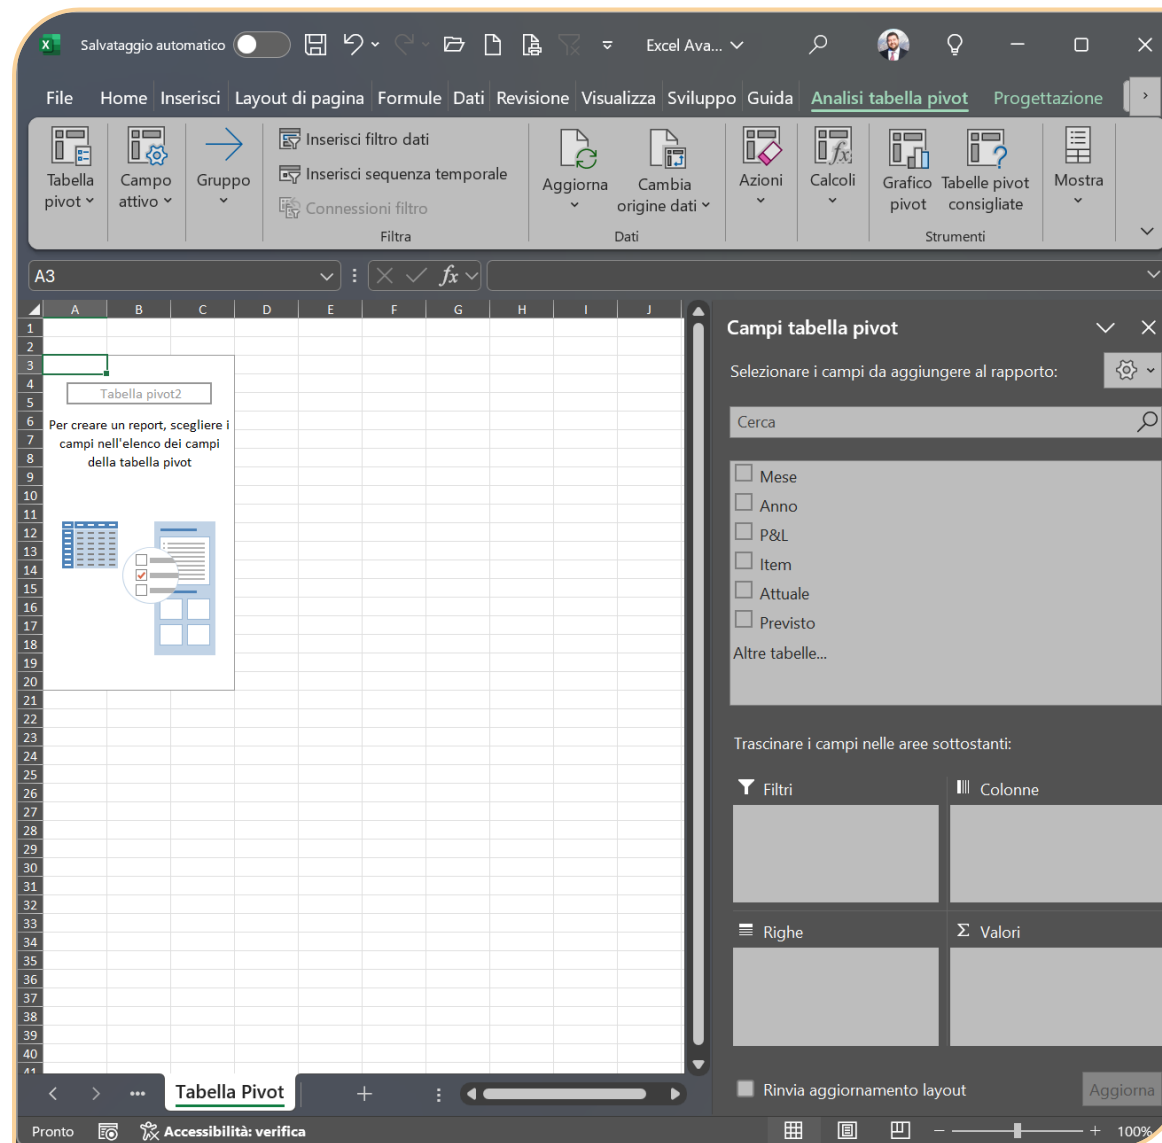 Salvataggio automatico
Excel Ava...
File Home Inserisci Layout di pagina Formule Dati Revisione Visualizza Sviluppo Guida Analisi tabella pivot Progettazione
Tabella pivot
Campo attivo
Gruppo
Inserisci filtro dati
Inserisci sequenza temporale
Connessioni filtro
Filtra
Aggiorna
Cambia origine dati
Dati
Azioni
Calcoli
Grafico pivot
Tabelle pivot consigliate
Strumenti
Mostra
A3
fx
A B C D E F G H I J
1
2
3
4
5
6
7
8
9
10
11
12
13
14
15
16
17
18
19
20
21
22
23
24
25
26
27
28
29
30
31
32
33
34
35
36
37
38
39
40
41
Tabella pivot2
Per creare un report, scegliere i
campi nell'elenco dei campi
della tabella pivot
Campi tabella pivot
Selezionare i campi da aggiungere al rapporto:
Cerca
Mese
Anno
P&L
Item
Attuale
Previsto
Altre tabelle...
Trascinare i campi nelle aree sottostanti:
Filtri
Colonne
Righe
Σ Valori
Rinvia aggiornamento layout
Aggiorna
Tabella Pivot
Pronto
Accessibilità: verifica
100%